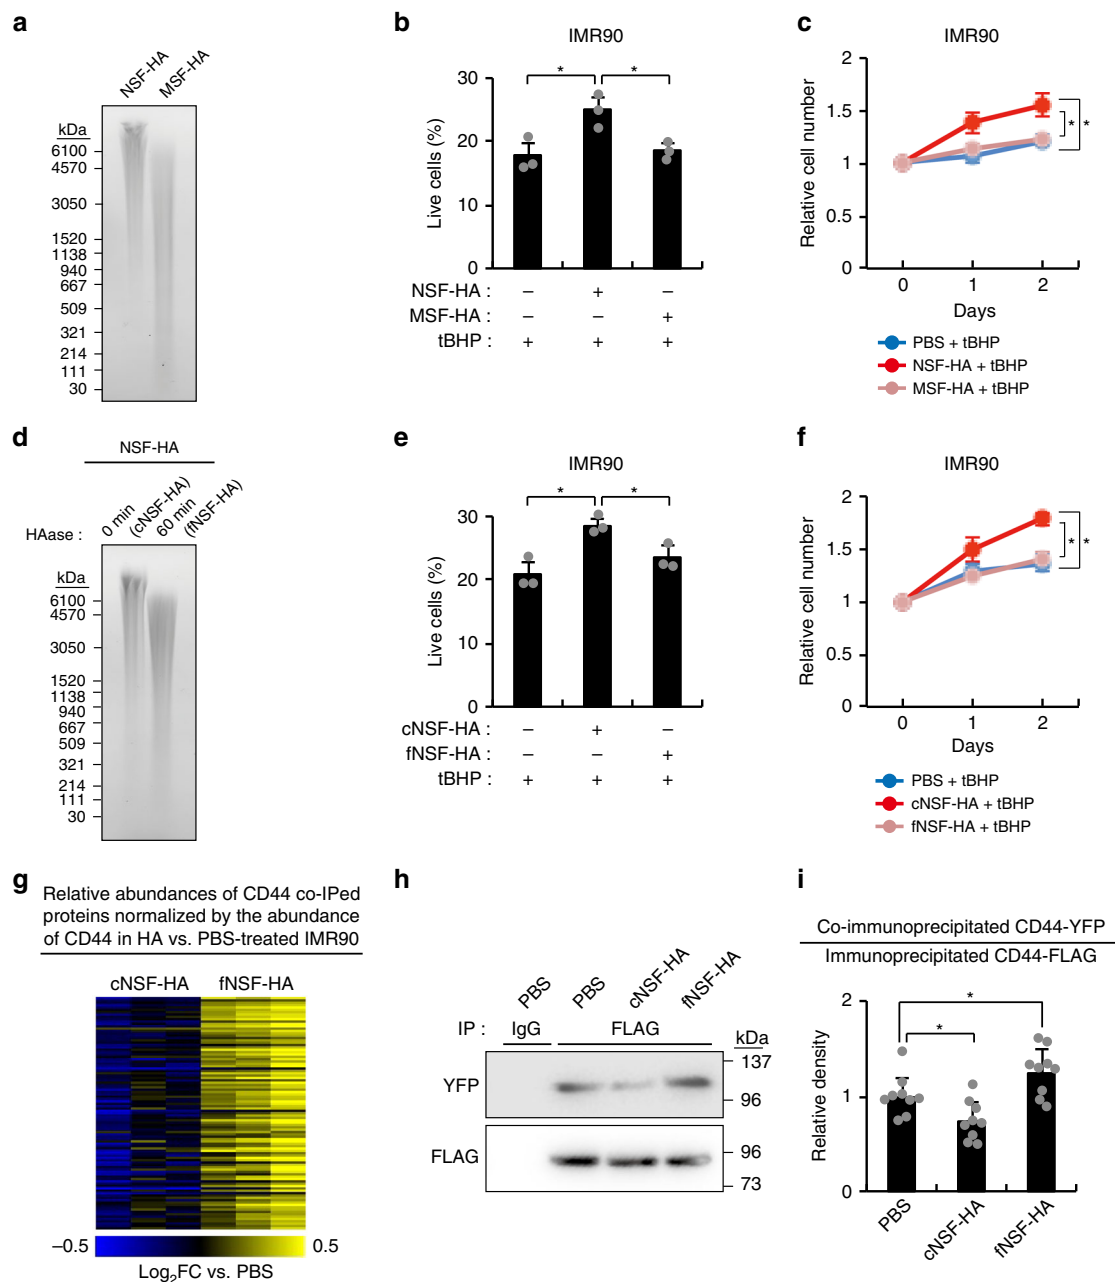 a
NSF-HA
MSF-HA
kDa
6100
4570
3050
1520
1138
940
667
509
321
214
111
30
b
IMR90
* *
Live cells (%)
30
20
10
0
NSF-HA : – + –
MSF-HA : – – +
tBHP : + + +
c
IMR90
Relative cell number
2
1.5
1
0.5
0
* *
0 1 2
Days
PBS + tBHP
NSF-HA + tBHP
MSF-HA + tBHP
d
NSF-HA
HAase :
0 min
(cNSF-HA)
60 min
(fNSF-HA)
kDa
6100
4570
3050
1520
1138
940
667
509
321
214
111
30
e
IMR90
* *
Live cells (%)
30
20
10
0
cNSF-HA : – + –
fNSF-HA : – – +
tBHP : + + +
f
IMR90
Relative cell number
2
1.5
1
0.5
0
* *
0 1 2
Days
PBS + tBHP
cNSF-HA + tBHP
fNSF-HA + tBHP
g
Relative abundances of CD44 co-IPed
proteins normalized by the abundance
of CD44 in HA vs. PBS-treated IMR90
cNSF-HA fNSF-HA
–0.5 0.5
Log2FC vs. PBS
h
PBS
PBS
cNSF-HA
fNSF-HA
IP : IgG FLAG
kDa
YFP
137
96
FLAG
96
73
i
Co-immunoprecipitated CD44-YFP
Immunoprecipitated CD44-FLAG
Relative density
2
1
0
*
*
PBS
cNSF-HA
fNSF-HA